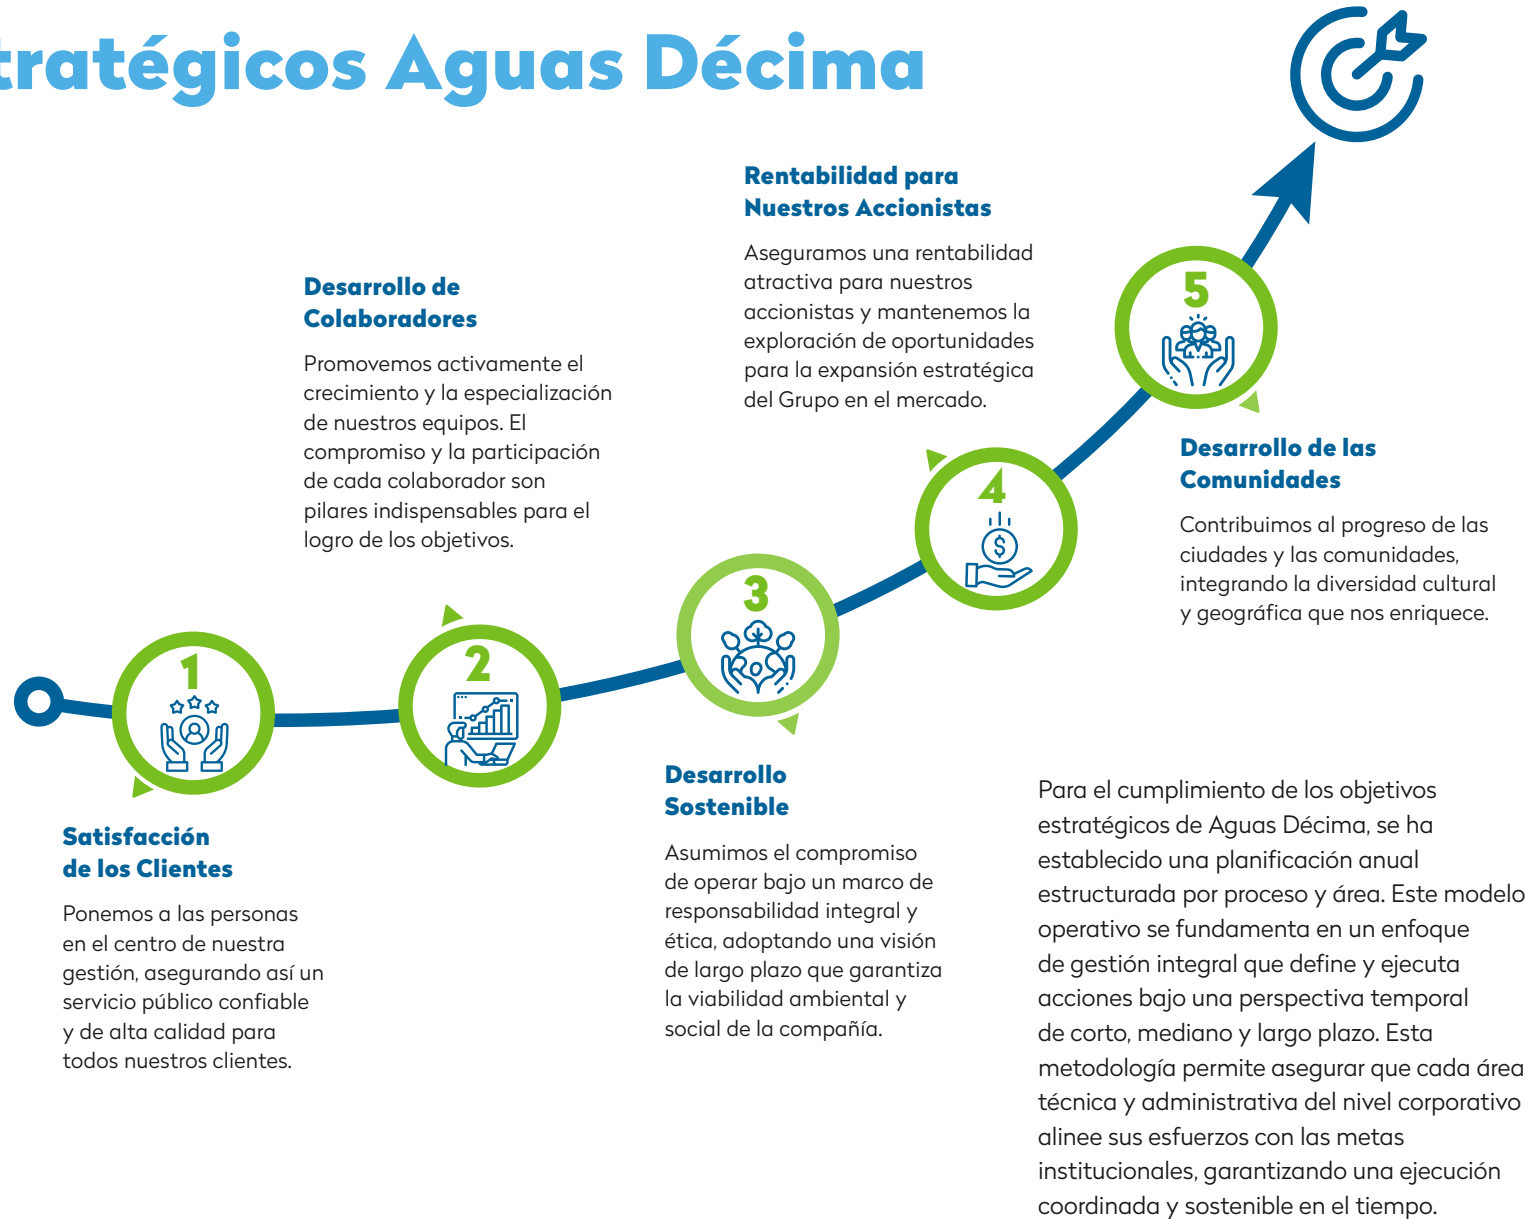 tratégicos Aguas Décima
1
Satisfacción
de los Clientes
Ponemos a las personas
en el centro de nuestra
gestión, asegurando así un
servicio público confiable
y de alta calidad para
todos nuestros clientes.
2
Desarrollo de
Colaboradores
Promovemos activamente el
crecimiento y la especialización
de nuestros equipos. El
compromiso y la participación
de cada colaborador son
pilares indispensables para el
logro de los objetivos.
3
Desarrollo
Sostenible
Asumimos el compromiso
de operar bajo un marco de
responsabilidad integral y
ética, adoptando una visión
de largo plazo que garantiza
la viabilidad ambiental y
social de la compañía.
4
$
Rentabilidad para
Nuestros Accionistas
Aseguramos una rentabilidad
atractiva para nuestros
accionistas y mantenemos la
exploración de oportunidades
para la expansión estratégica
del Grupo en el mercado.
5
Desarrollo de las
Comunidades
Contribuimos al progreso de las
ciudades y las comunidades,
integrando la diversidad cultural
y geográfica que nos enriquece.
Para el cumplimiento de los objetivos
estratégicos de Aguas Décima, se ha
establecido una planificación anual
estructurada por proceso y área. Este modelo
operativo se fundamenta en un enfoque
de gestión integral que define y ejecuta
acciones bajo una perspectiva temporal
de corto, mediano y largo plazo. Esta
metodología permite asegurar que cada área
técnica y administrativa del nivel corporativo
alinee sus esfuerzos con las metas
institucionales, garantizando una ejecución
coordinada y sostenible en el tiempo.